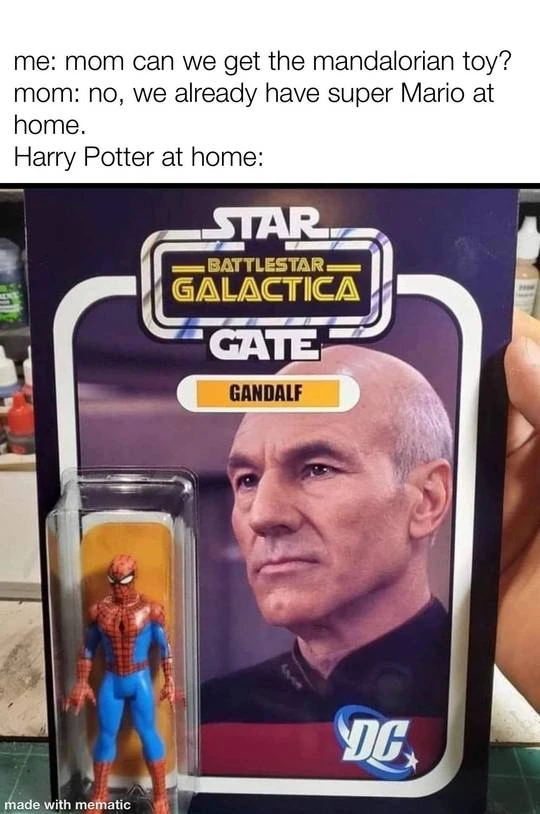 me: mom can we get the mandalorian toy?
mom: no, we already have super Mario at
home.
Harry Potter at home:
STAR
BATTLESTAR
GALACTICA
GATE
GANDALF
DC
made with mematic